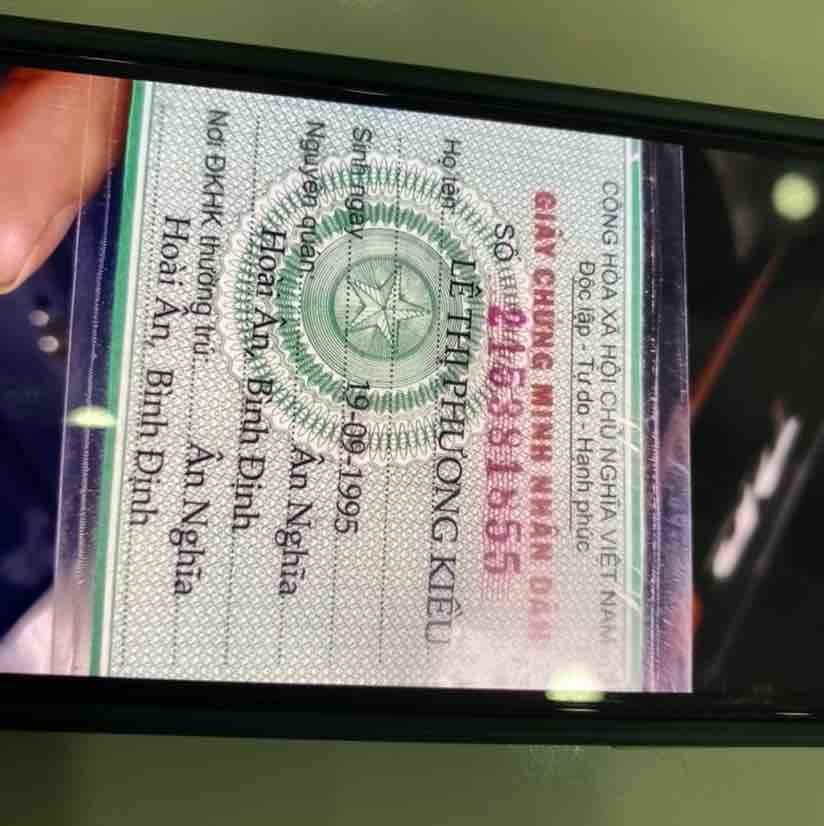 CỘNG HÒA XÃ HỘI CHỦ NGHĨA VIỆT NAM
Độc lập - Tự do - Hạnh phúc
GIẤY CHỨNG MINH NHÂN DÂN
SỐ 215381655
Họ tên
LÊ THỊ PHƯƠNG KIỀU
Sinh ngày 19-09-1995
Nguyên quán Ân Nghĩa
Hoài Ân, Bình Định
Nơi ĐKHK thường trú: Ân Nghĩa
Hoài Ân, Bình Định